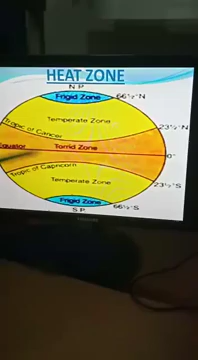 HEAT ZONE
N.P.
Frigid Zone 66½°N
Temperate Zone
Tropic of Cancer 23½°N
Equator Torrid Zone 0°
Tropic of Capricorn
Temperate Zone 23½°S
Frigid Zone 66½°S
S.P.